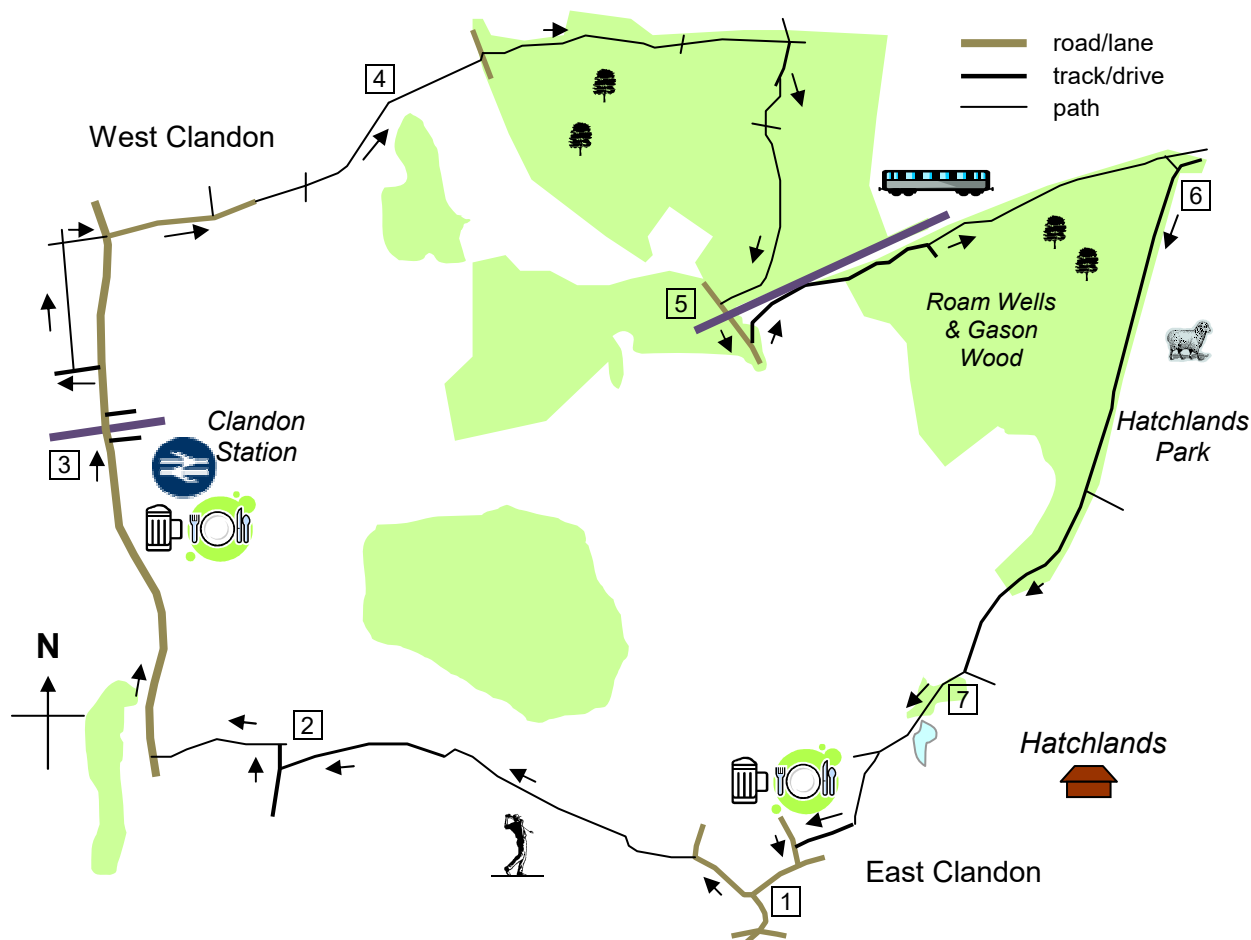 road/lane
track/drive
path
4
West Clandon
6
5
Roam Wells
& Gason
Wood
Clandon
Station
3
Hatchlands
Park
N
7
2
Hatchlands
East Clandon
1